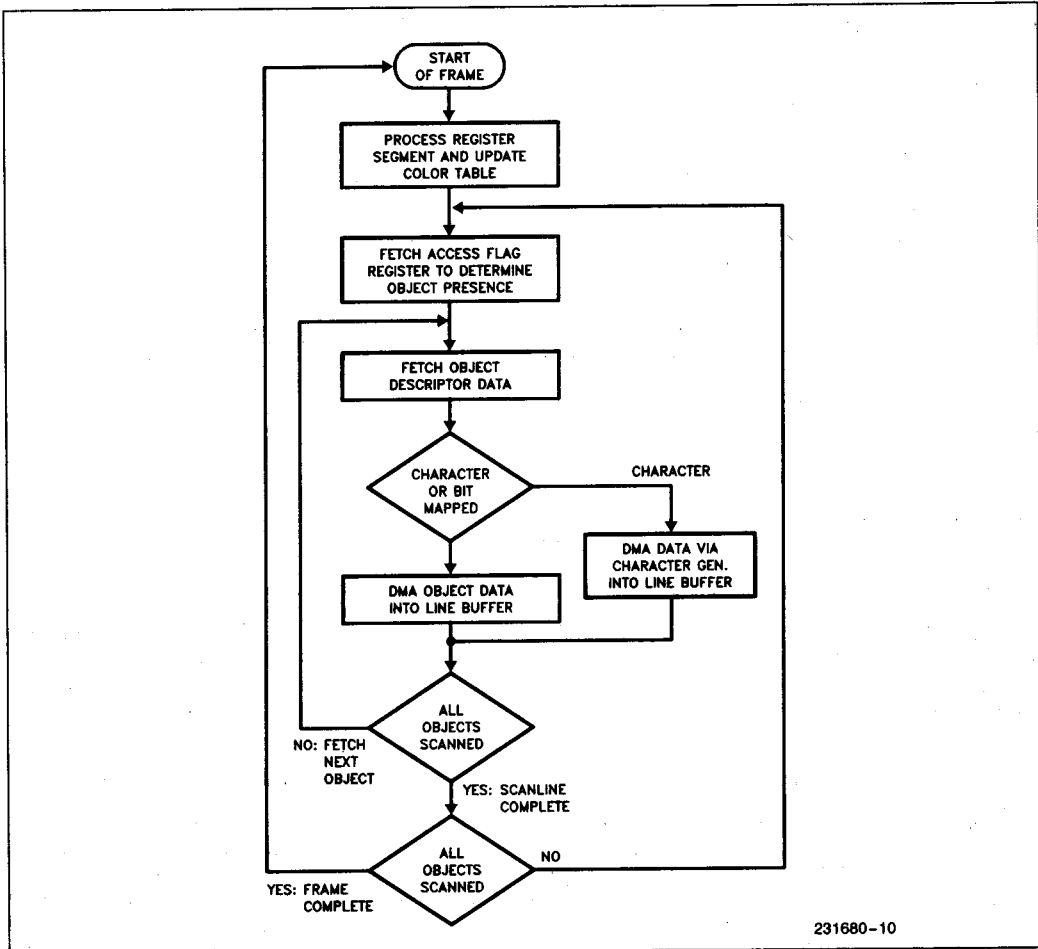 START
OF FRAME
PROCESS REGISTER
SEGMENT AND UPDATE
COLOR TABLE
FETCH ACCESS FLAG
REGISTER TO DETERMINE
OBJECT PRESENCE
FETCH OBJECT
DESCRIPTOR DATA
CHARACTER
OR BIT
MAPPED
CHARACTER
DMA DATA VIA
CHARACTER GEN.
INTO LINE BUFFER
DMA OBJECT DATA
INTO LINE BUFFER
ALL
OBJECTS
SCANNED
NO: FETCH
NEXT
OBJECT
YES: SCANLINE
COMPLETE
ALL
OBJECTS
SCANNED
NO
YES: FRAME
COMPLETE
231680-10